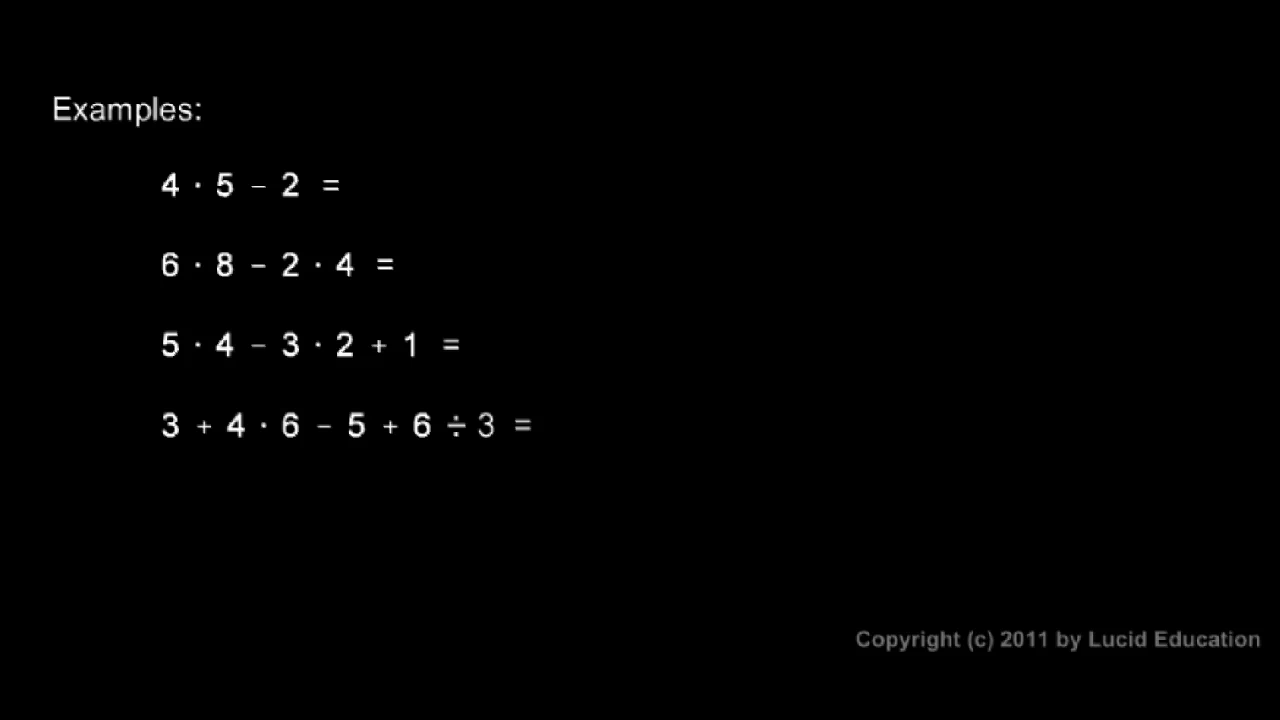 Examples:
4 · 5 – 2 =
6 · 8 – 2 · 4 =
5 · 4 – 3 · 2 + 1 =
3 + 4 · 6 – 5 + 6 ÷ 3 =
Copyright (c) 2011 by Lucid Education